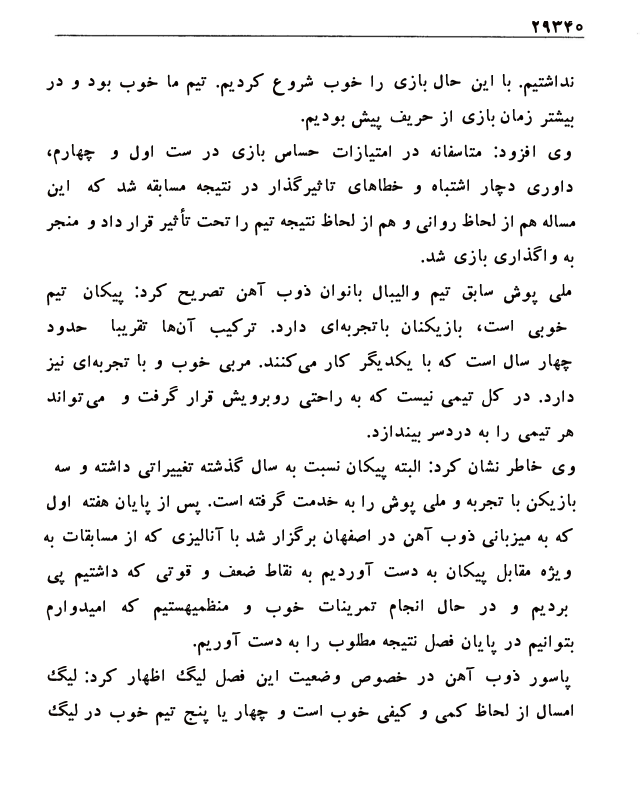 ۲۹۳۴۰
نداشتیم. با این حال بازی را خوب شروع کردیم. تیم ما خوب بود و در
بیشتر زمان بازی از حریف پیش بودیم.
وی افزود: متاسفانه در امتیازات حساس بازی در ست اول و چهارم،
داوری دچار اشتباه و خطاهای تاثیرگذار در نتیجه مسابقه شد که این
مساله هم از لحاظ روانی و هم از لحاظ نتیجه تیم را تحت تأثیر قرار داد و منجر
به واگذاری بازی شد.
ملی پوش سابق تیم والیبال بانوان ذوب آهن تصریح کرد: پیکان تیم
خوبی است، بازیکنان باتجربه‌ای دارد. ترکیب آن‌ها تقریبا حدود
چهار سال است که با یکدیگر کار می‌کنند. مربی خوب و با تجربه‌ای نیز
دارد. در کل تیمی نیست که به راحتی روبرویش قرار گرفت و می‌تواند
هر تیمی را به دردسر بیندازد.
وی خاطر نشان کرد: البته پیکان نسبت به سال گذشته تغییراتی داشته و سه
بازیکن با تجربه و ملی پوش را به خدمت گرفته است. پس از پایان هفته اول
که به میزبانی ذوب آهن در اصفهان برگزار شد با آنالیزی که از مسابقات به
ویژه مقابل پیکان به دست آوردیم به نقاط ضعف و قوتی که داشتیم پی
بردیم و در حال انجام تمرینات خوب و منظمیهستیم که امیدوارم
بتوانیم در پایان فصل نتیجه مطلوب را به دست آوریم.
پاسور ذوب آهن در خصوص وضعیت این فصل لیگ اظهار کرد: لیگ
امسال از لحاظ کمی و کیفی خوب است و چهار یا پنج تیم خوب در لیگ